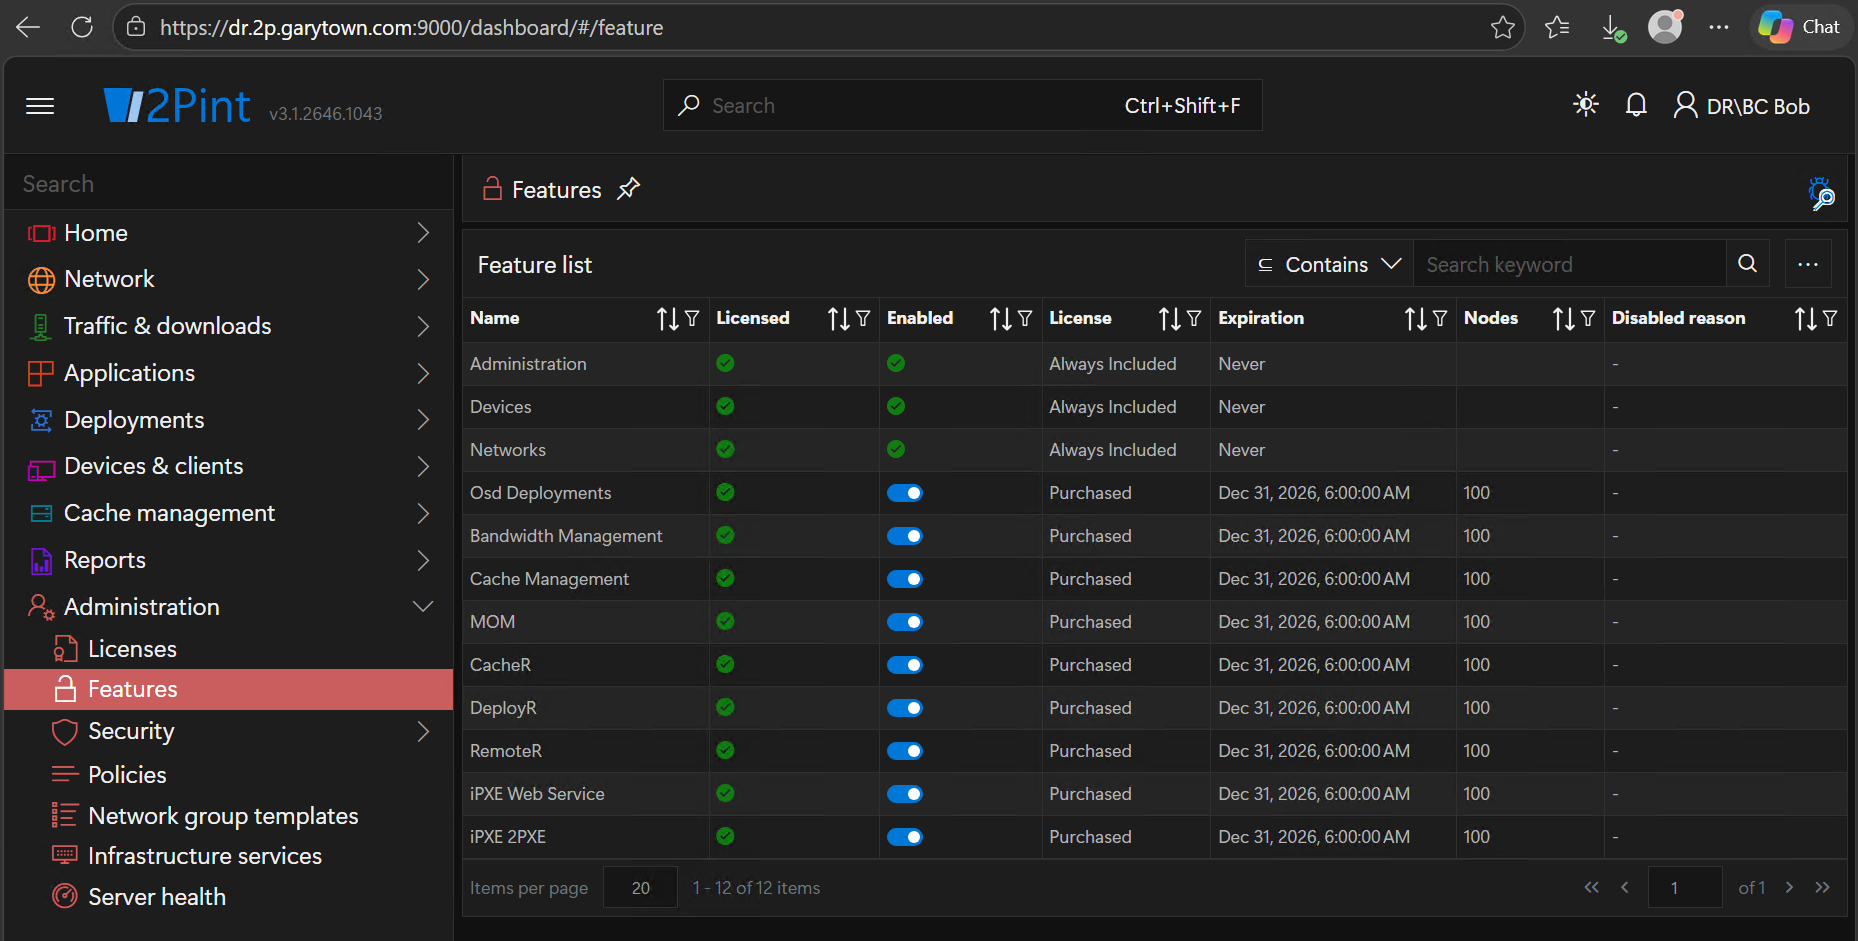 https://dr.2p.garytown.com:9000/dashboard/#/feature
Chat
2Pint v3.1.2646.1043
Search Ctrl+Shift+F
DR\BC Bob
Search
Home
Network
Traffic & downloads
Applications
Deployments
Devices & clients
Cache management
Reports
Administration
Licenses
Features
Security
Policies
Network group templates
Infrastructure services
Server health
Features
Feature list
Contains Search keyword
Name Licensed Enabled License Expiration Nodes Disabled reason
Administration Always Included Never -
Devices Always Included Never -
Networks Always Included Never -
Osd Deployments Purchased Dec 31, 2026, 6:00:00 AM 100 -
Bandwidth Management Purchased Dec 31, 2026, 6:00:00 AM 100 -
Cache Management Purchased Dec 31, 2026, 6:00:00 AM 100 -
MOM Purchased Dec 31, 2026, 6:00:00 AM 100 -
CacheR Purchased Dec 31, 2026, 6:00:00 AM 100 -
DeployR Purchased Dec 31, 2026, 6:00:00 AM 100 -
RemoteR Purchased Dec 31, 2026, 6:00:00 AM 100 -
iPXE Web Service Purchased Dec 31, 2026, 6:00:00 AM 100 -
iPXE 2PXE Purchased Dec 31, 2026, 6:00:00 AM 100 -
Items per page 20 1 - 12 of 12 items 1 of 1